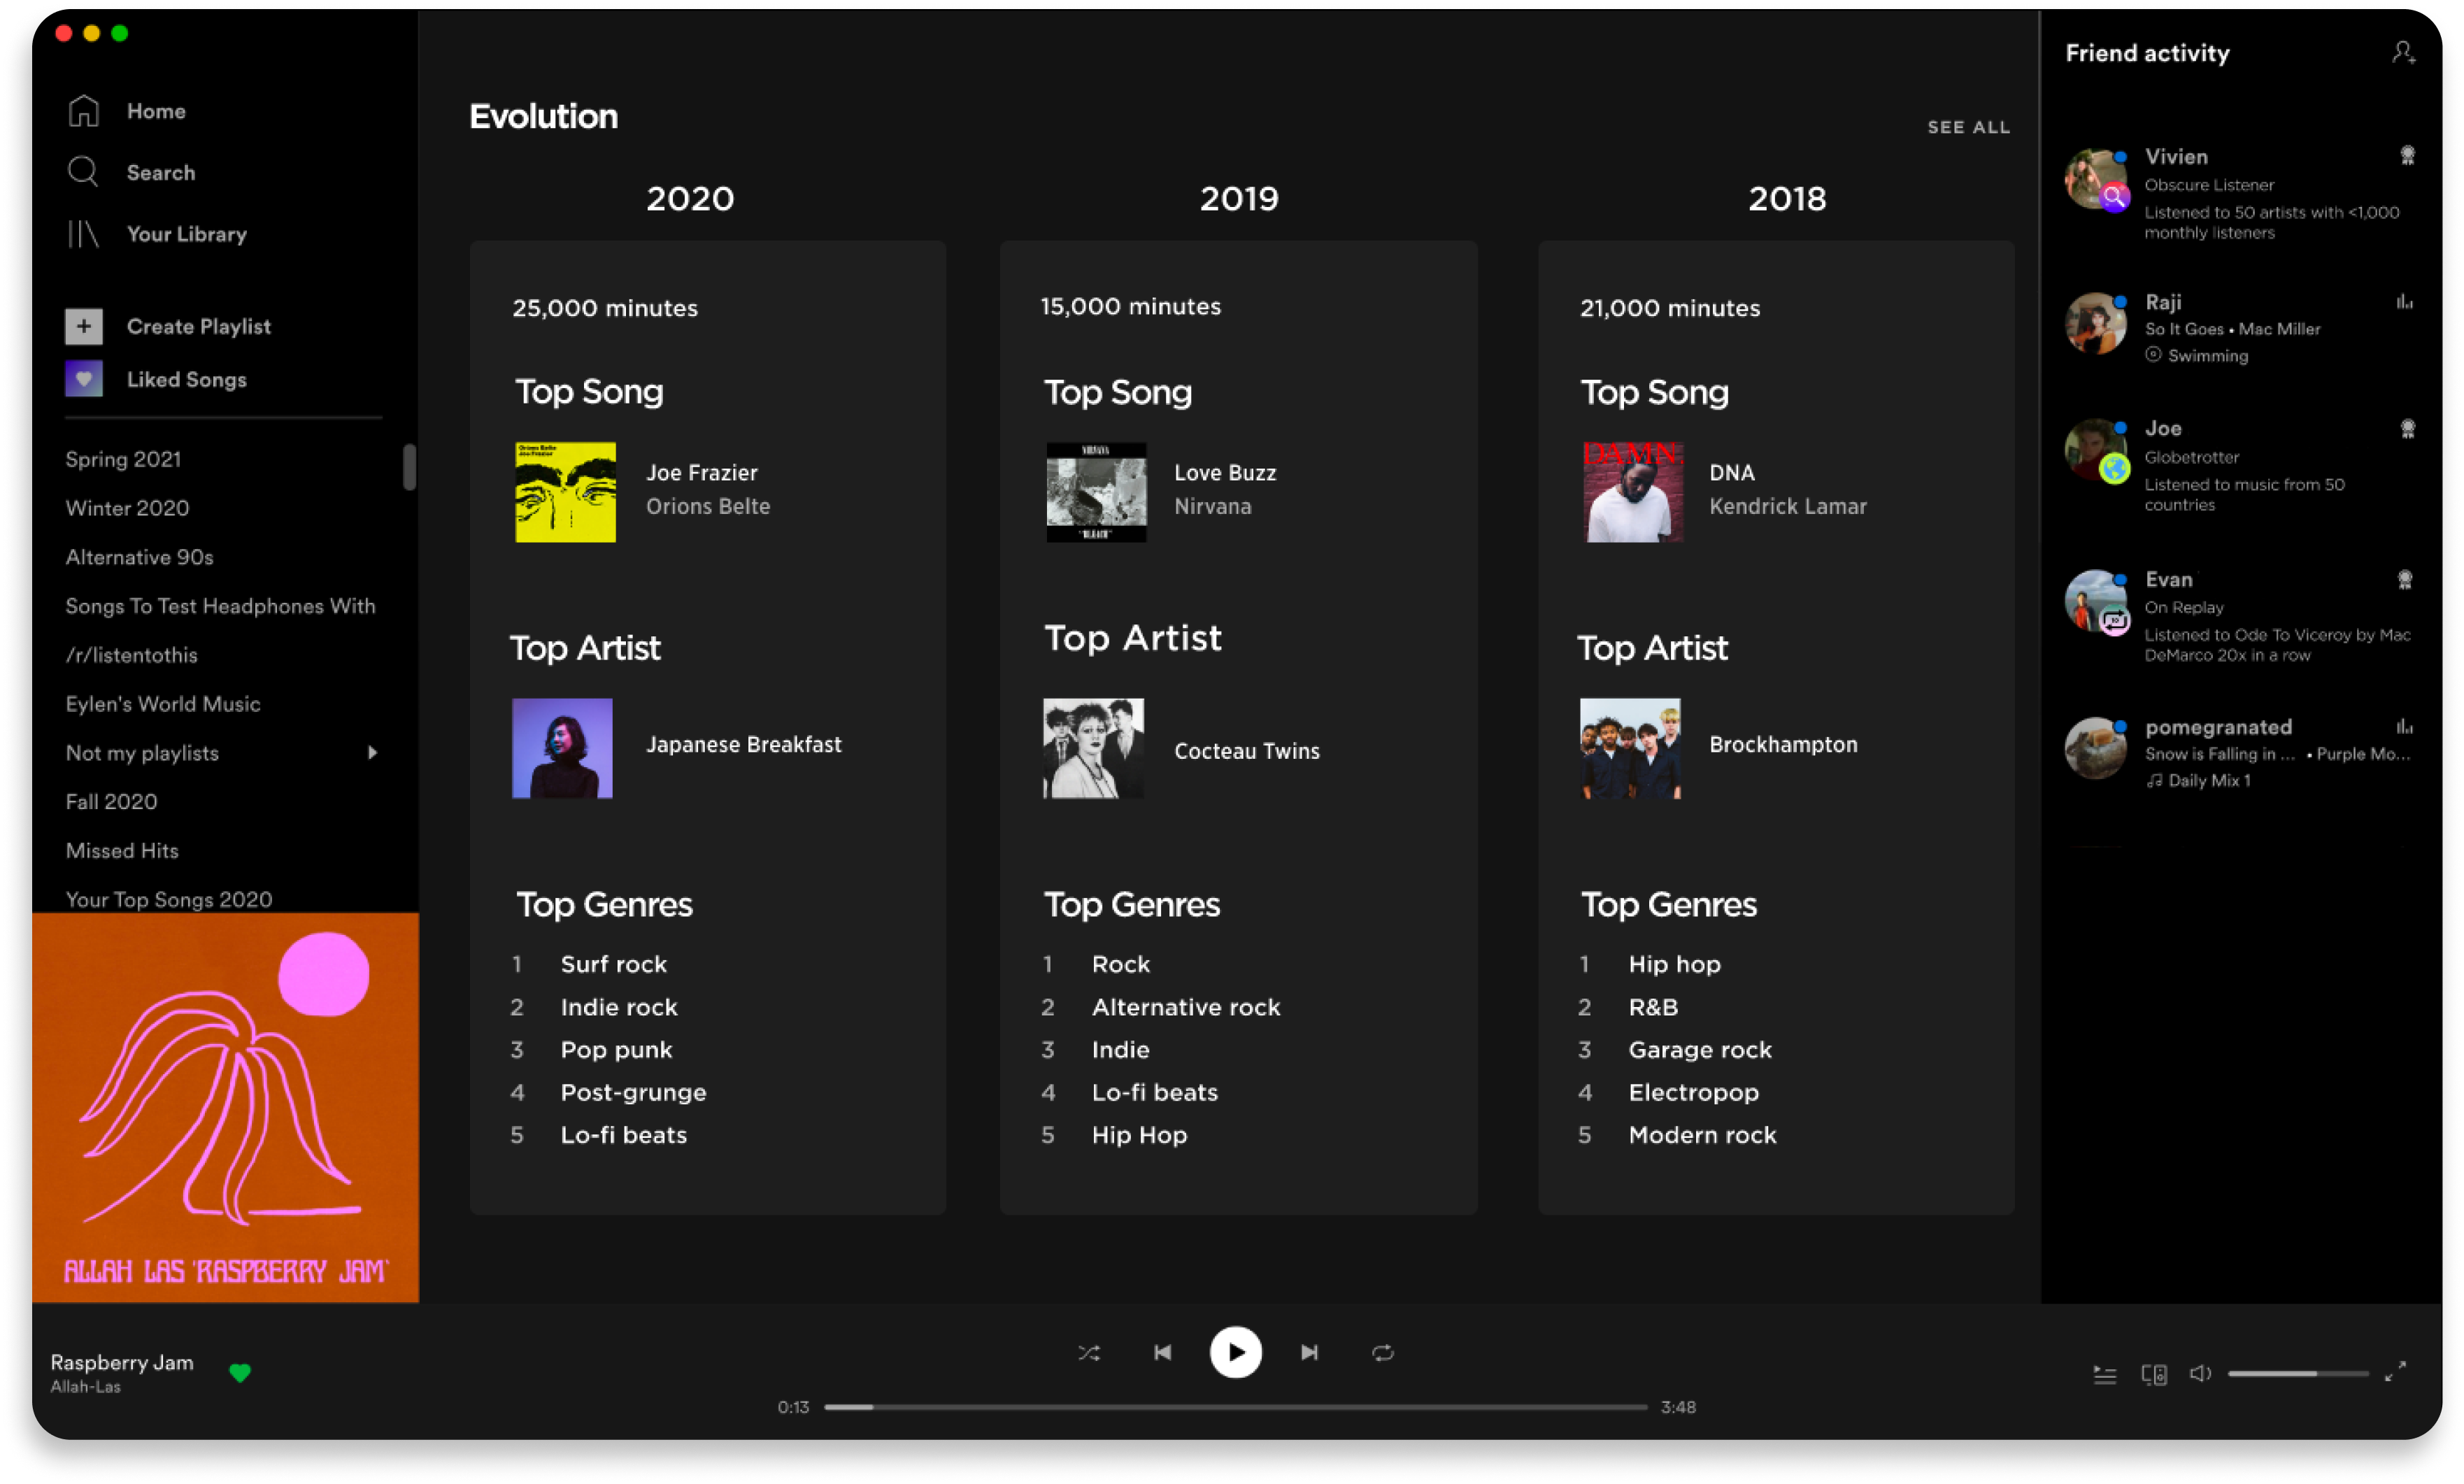 Home
Search
Your Library
Create Playlist
Liked Songs
Spring 2021
Winter 2020
Alternative 90s
Songs To Test Headphones With
/r/listentothis
Eylen's World Music
Not my playlists
Fall 2020
Missed Hits
Your Top Songs 2020
ALLAH LAS 'RASPBERRY JAM'
Evolution
SEE ALL
2020
25,000 minutes
Top Song
Orions Belte
Joe Frazier
Joe Frazier
Orions Belte
Top Artist
Japanese Breakfast
Top Genres
1 Surf rock
2 Indie rock
3 Pop punk
4 Post-grunge
5 Lo-fi beats
2019
15,000 minutes
Top Song
NIRVANA
"BLEACH"
Love Buzz
Nirvana
Top Artist
Cocteau Twins
Top Genres
1 Rock
2 Alternative rock
3 Indie
4 Lo-fi beats
5 Hip Hop
2018
21,000 minutes
Top Song
DAMN.
DNA
Kendrick Lamar
Top Artist
Brockhampton
Top Genres
1 Hip hop
2 R&B
3 Garage rock
4 Electropop
5 Modern rock
Friend activity
Vivien
Obscure Listener
Listened to 50 artists with <1,000
monthly listeners
Raji
So It Goes • Mac Miller
Swimming
Joe
Globetrotter
Listened to music from 50
countries
Evan
On Replay
Listened to Ode To Viceroy by Mac
DeMarco 20x in a row
pomegranated
Snow is Falling in ... • Purple Mo...
Daily Mix 1
Raspberry Jam
Allah-Las
0:13
3:48